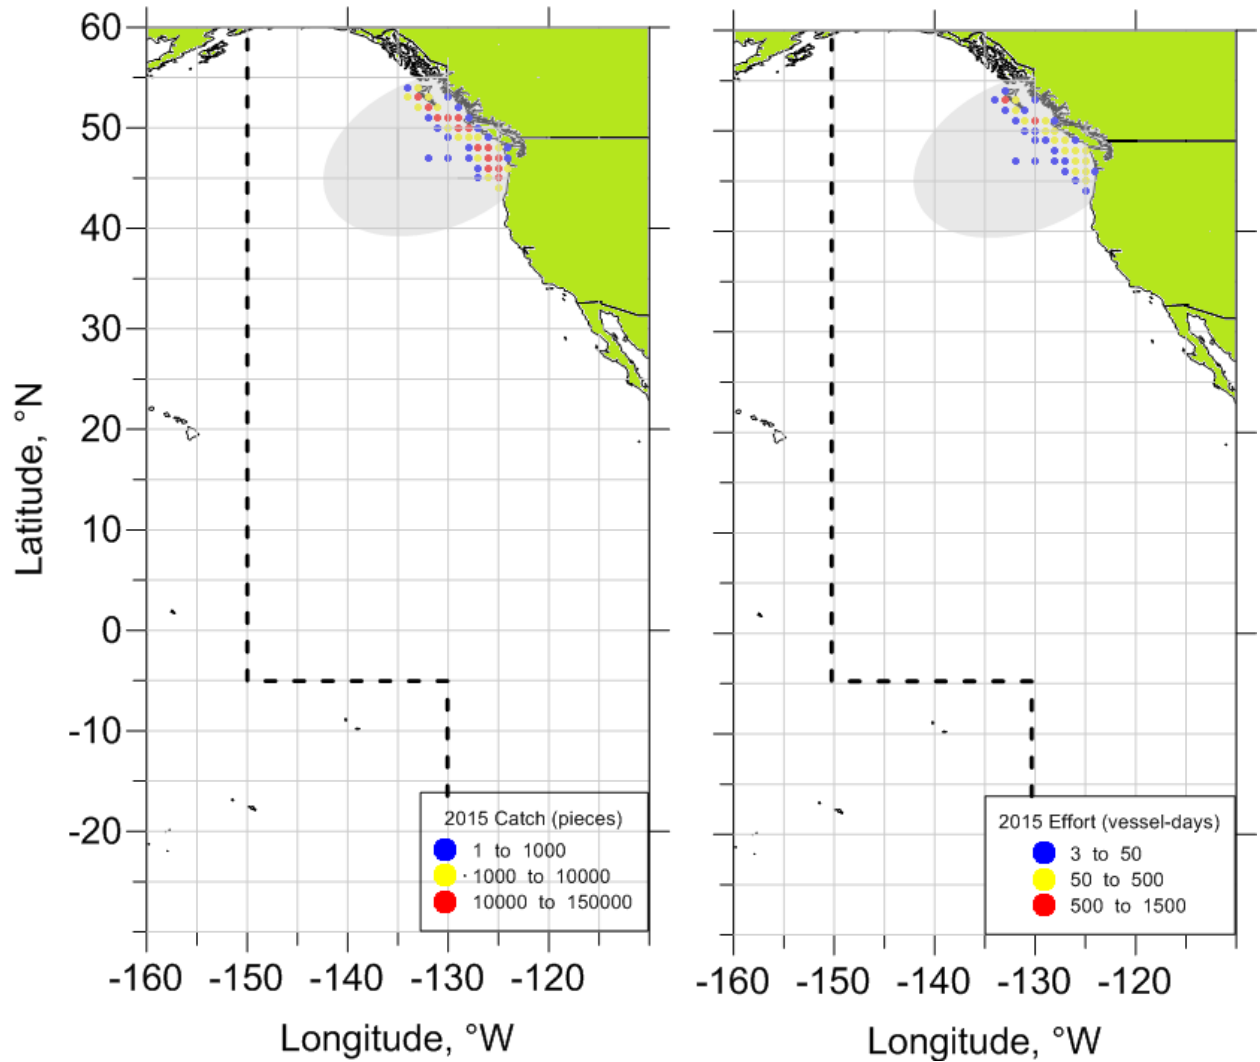 60
50
40
30
20
10
0
-10
-20
Latitude, °N
-160 -150 -140 -130 -120
Longitude, °W
2015 Catch (pieces)
1 to 1000
1000 to 10000
10000 to 150000
-160 -150 -140 -130 -120
Longitude, °W
2015 Effort (vessel-days)
3 to 50
50 to 500
500 to 1500